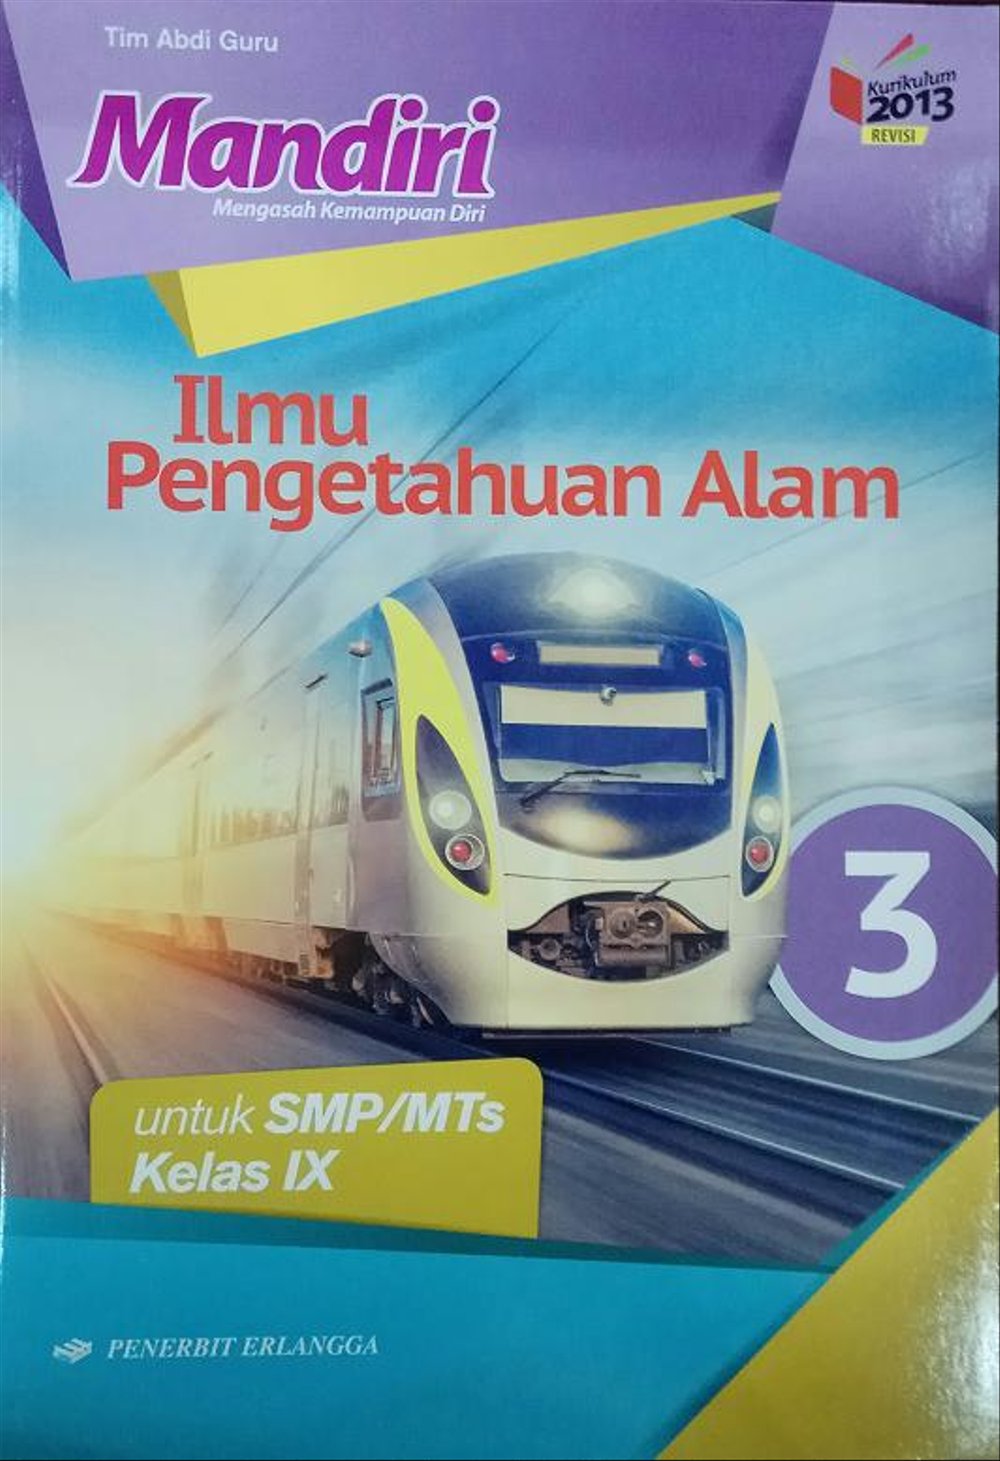 Tim Abdi Guru
Mandiri
Mengasah Kemampuan Diri
Kurikulum
2013
REVISI
Ilmu
Pengetahuan Alam
3
untuk SMP/MTs
Kelas IX
PENERBIT ERLANGGA